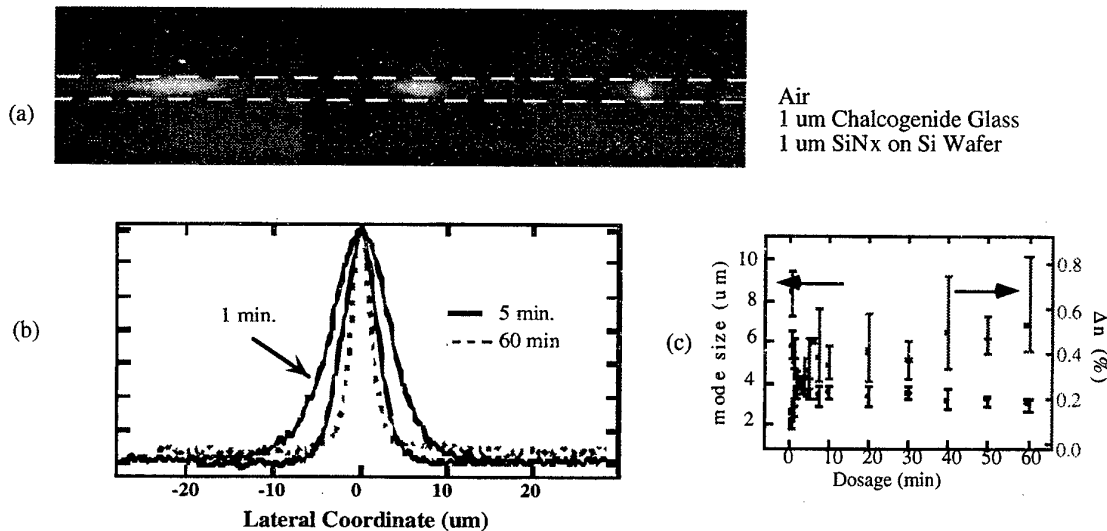 (a)
Air
1 um Chalcogenide Glass
1 um SiNx on Si Wafer
(b)
1 min.
5 min.
60 min
-20 -10 0 10 20
Lateral Coordinate (um)
(c)
mode size (um)
10
8
6
4
2
0 10 20 30 40 50 60
Dosage (min)
0.8
0.6
0.4
0.2
0.0
Δn (%)